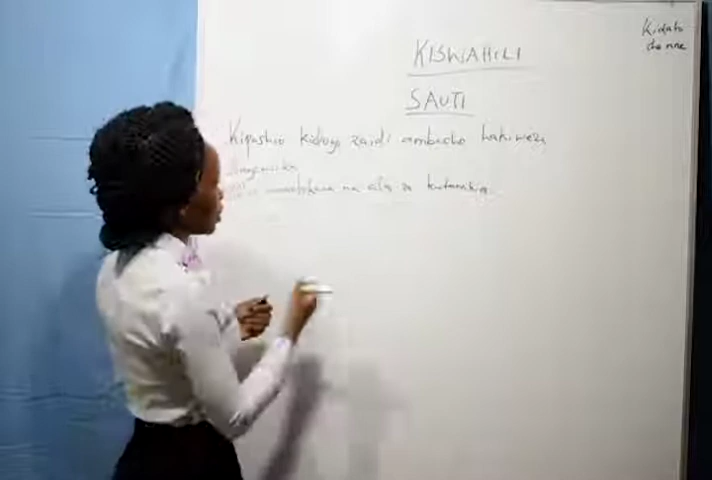 Kidato
cha nne
KISWAHILI
SAUTI
Kipashio kidogo zaidi ambacho hakiwezi
na ala za kutamkia.